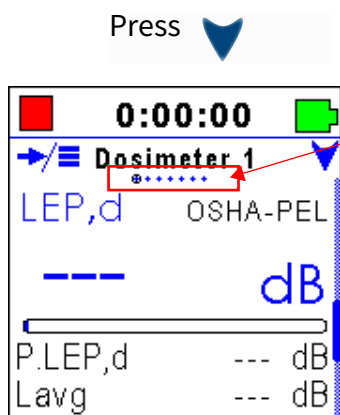 Press
0:00:00
Dosimeter 1
LEP,d OSHA-PEL
--- dB
P.LEP,d --- dB
Lavg --- dB